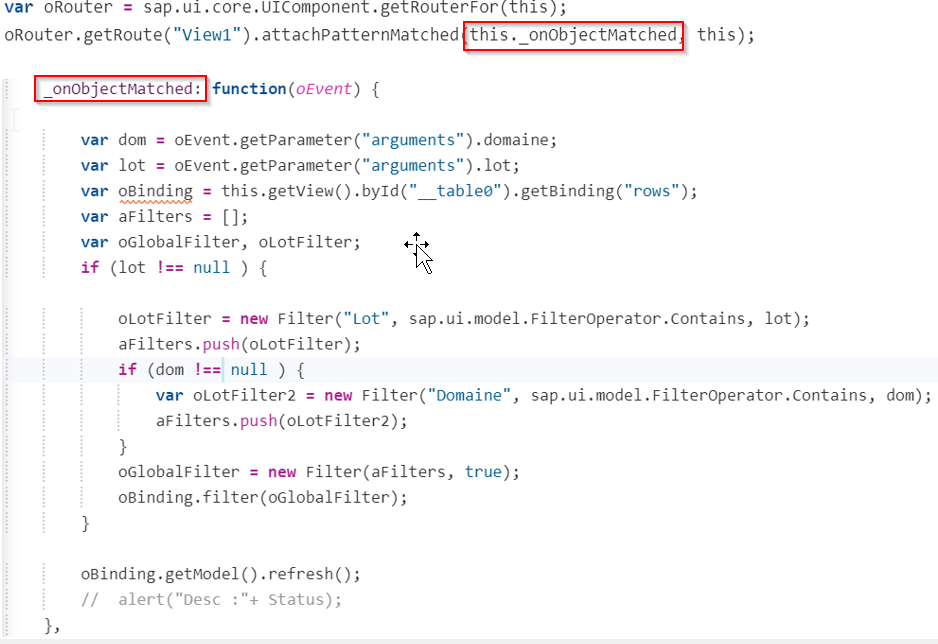 var oRouter = sap.ui.core.UIComponent.getRouterFor(this);
oRouter.getRoute("View1").attachPatternMatched(this._onObjectMatched, this);
_onObjectMatched: function(oEvent) {
var dom = oEvent.getParameter("arguments").domaine;
var lot = oEvent.getParameter("arguments").lot;
var oBinding = this.getView().byId("__table0").getBinding("rows");
var aFilters = [];
var oGlobalFilter, oLotFilter;
if (lot !== null ) {
oLotFilter = new Filter("Lot", sap.ui.model.FilterOperator.Contains, lot);
aFilters.push(oLotFilter);
if (dom !== null ) {
var oLotFilter2 = new Filter("Domaine", sap.ui.model.FilterOperator.Contains, dom);
aFilters.push(oLotFilter2);
}
oGlobalFilter = new Filter(aFilters, true);
oBinding.filter(oGlobalFilter);
}
oBinding.getModel().refresh();
// alert("Desc :"+ Status);
},